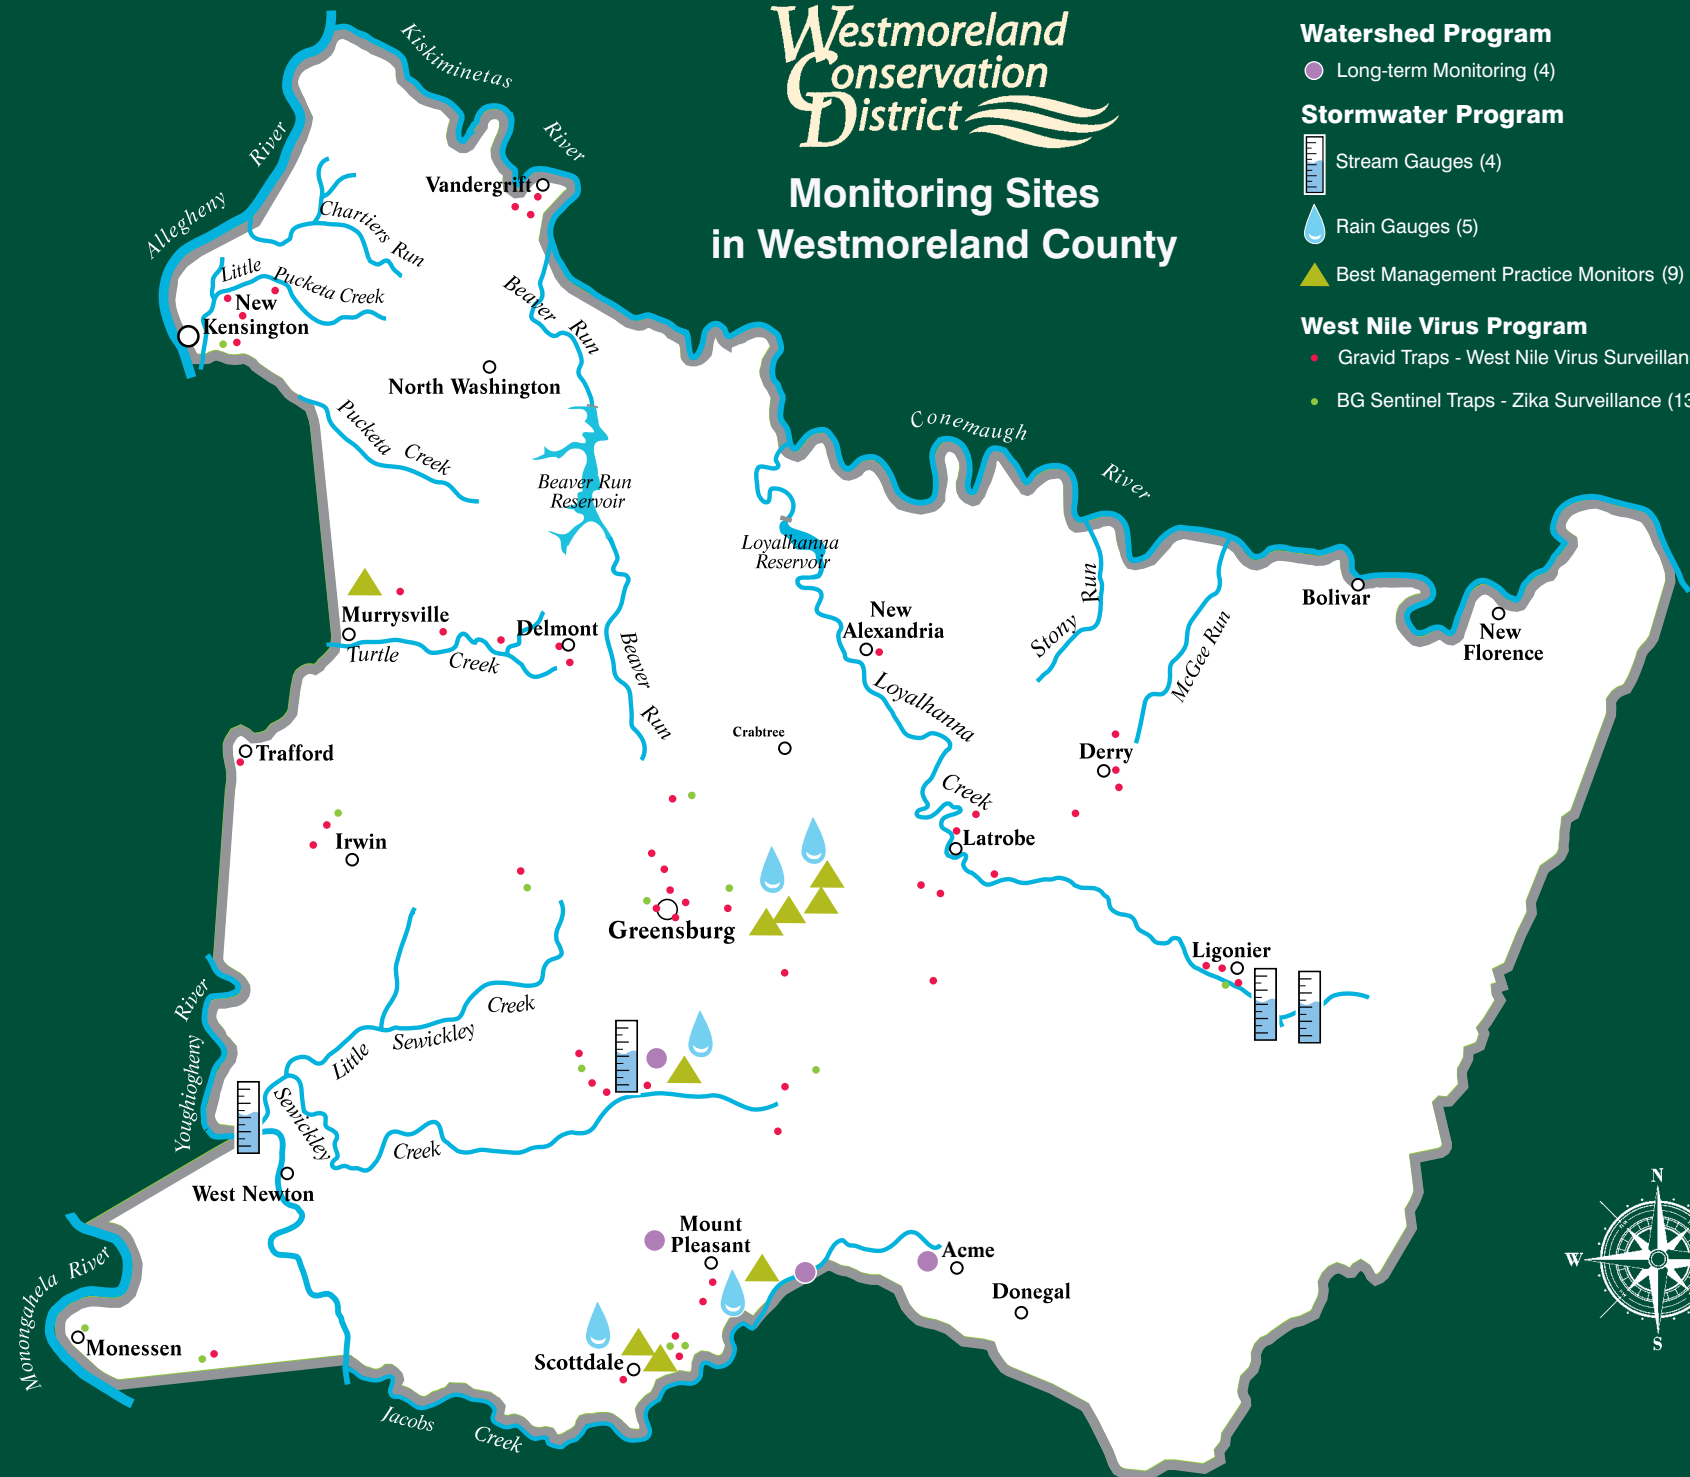 Westmoreland
Conservation
District
Monitoring Sites
in Westmoreland County
Watershed Program
Long-term Monitoring (4)
Stormwater Program
Stream Gauges (4)
Rain Gauges (5)
Best Management Practice Monitors (9)
West Nile Virus Program
Gravid Traps - West Nile Virus Surveillan
BG Sentinel Traps - Zika Surveillance (13
Kiskiminetas
River
Allegheny
River
Vandergrift
Chartiers Run
Little Pucketa Creek
New
Kensington
Beaver Run
North Washington
Pucketa Creek
Beaver Run
Reservoir
Conemaugh
River
Loyalhanna
Reservoir
Murrysville
Turtle Creek
Delmont
Beaver Run
New
Alexandria
Loyalhanna
Creek
Stony Run
McGee Run
Bolivar
New
Florence
Trafford
Crabtree
Derry
Irwin
Latrobe
Greensburg
Ligonier
Youghiogheny River
Little Sewickley Creek
Sewickley Creek
West Newton
Monongahela River
Monessen
Mount
Pleasant
Acme
Donegal
Scottdale
Jacobs Creek
N
W
S